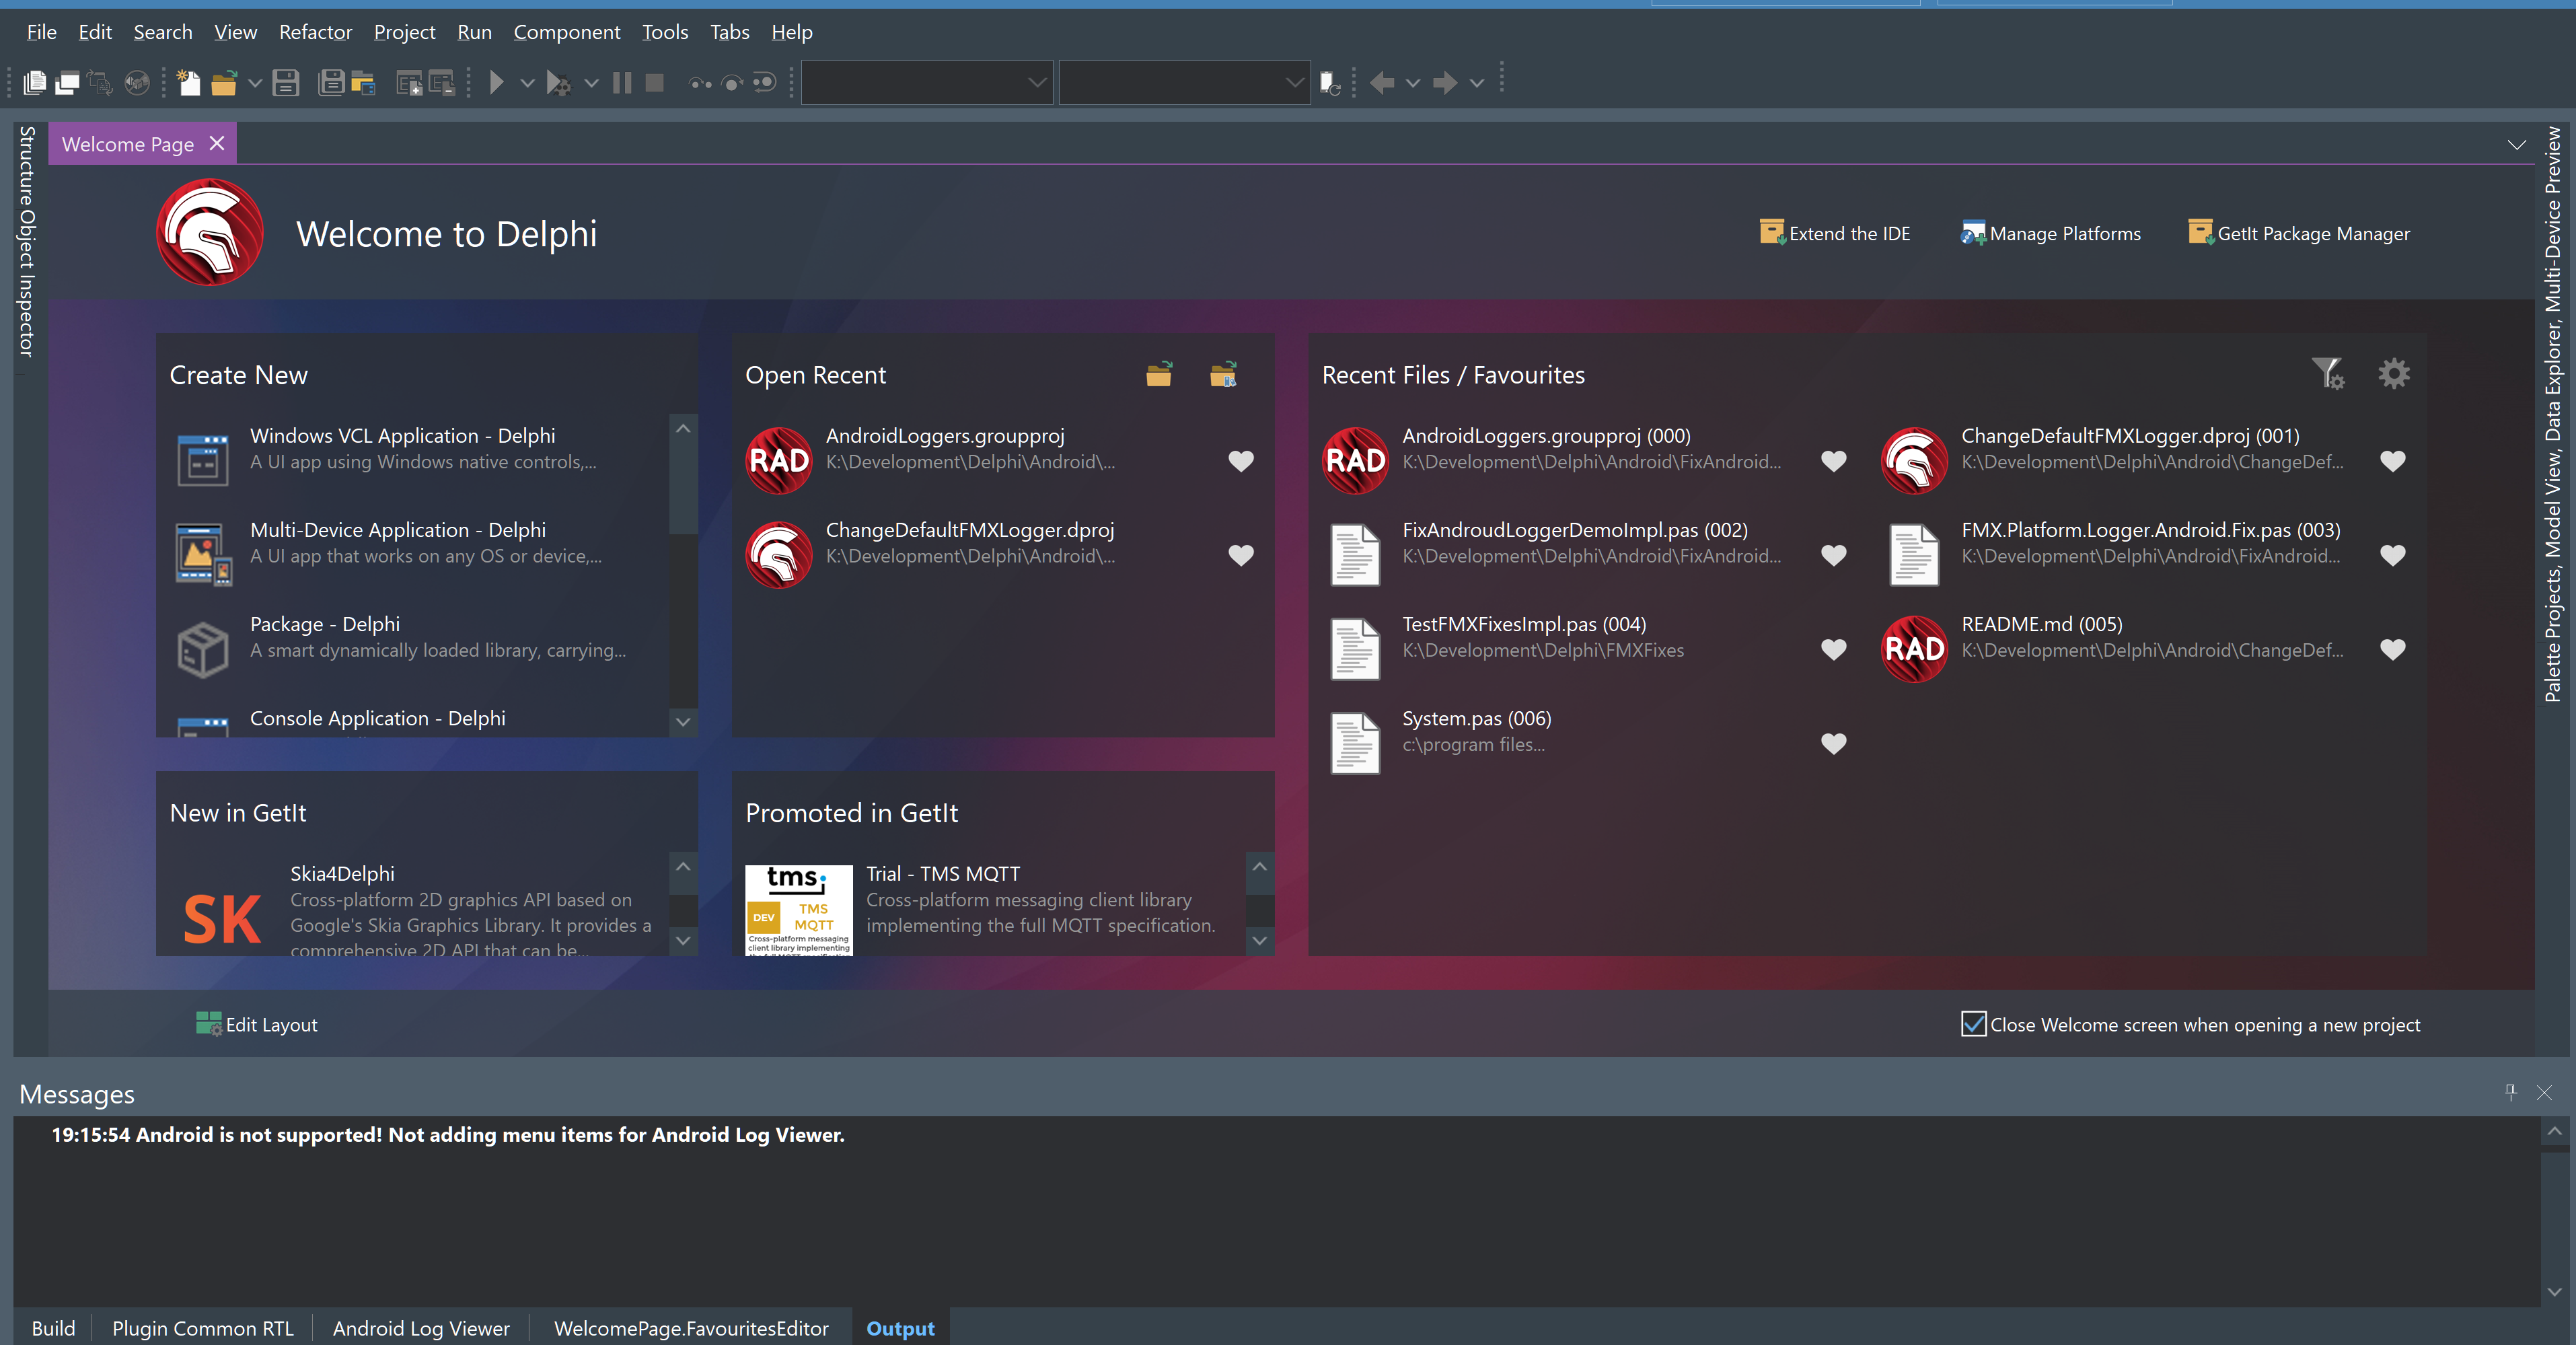 File Edit Search View Refactor Project Run Component Tools Tabs Help
Structure Object Inspector
Welcome Page
Palette Projects, Model View, Data Explorer, Multi-Device Preview
Welcome to Delphi
Extend the IDE
Manage Platforms
GetIt Package Manager
Create New
Windows VCL Application - Delphi
A UI app using Windows native controls,...
Multi-Device Application - Delphi
A UI app that works on any OS or device,...
Package - Delphi
A smart dynamically loaded library, carrying...
Console Application - Delphi
Open Recent
RAD
AndroidLoggers.groupproj
K:\Development\Delphi\Android\...
ChangeDefaultFMXLogger.dproj
K:\Development\Delphi\Android\...
Recent Files / Favourites
RAD
AndroidLoggers.groupproj (000)
K:\Development\Delphi\Android\FixAndroid...
ChangeDefaultFMXLogger.dproj (001)
K:\Development\Delphi\Android\ChangeDef...
FixAndroudLoggerDemoImpl.pas (002)
K:\Development\Delphi\Android\FixAndroid...
FMX.Platform.Logger.Android.Fix.pas (003)
K:\Development\Delphi\Android\FixAndroid...
TestFMXFixesImpl.pas (004)
K:\Development\Delphi\FMXFixes
RAD
README.md (005)
K:\Development\Delphi\Android\ChangeDef...
System.pas (006)
c:\program files...
New in GetIt
SK
Skia4Delphi
Cross-platform 2D graphics API based on
Google's Skia Graphics Library. It provides a
comprehensive 2D API that can be...
Promoted in GetIt
tms
DEV
TMS
MQTT
Cross-platform messaging
client library implementing
Trial - TMS MQTT
Cross-platform messaging client library
implementing the full MQTT specification.
Edit Layout
Close Welcome screen when opening a new project
Messages
19:15:54 Android is not supported! Not adding menu items for Android Log Viewer.
Build
Plugin Common RTL
Android Log Viewer
WelcomePage.FavouritesEditor
Output